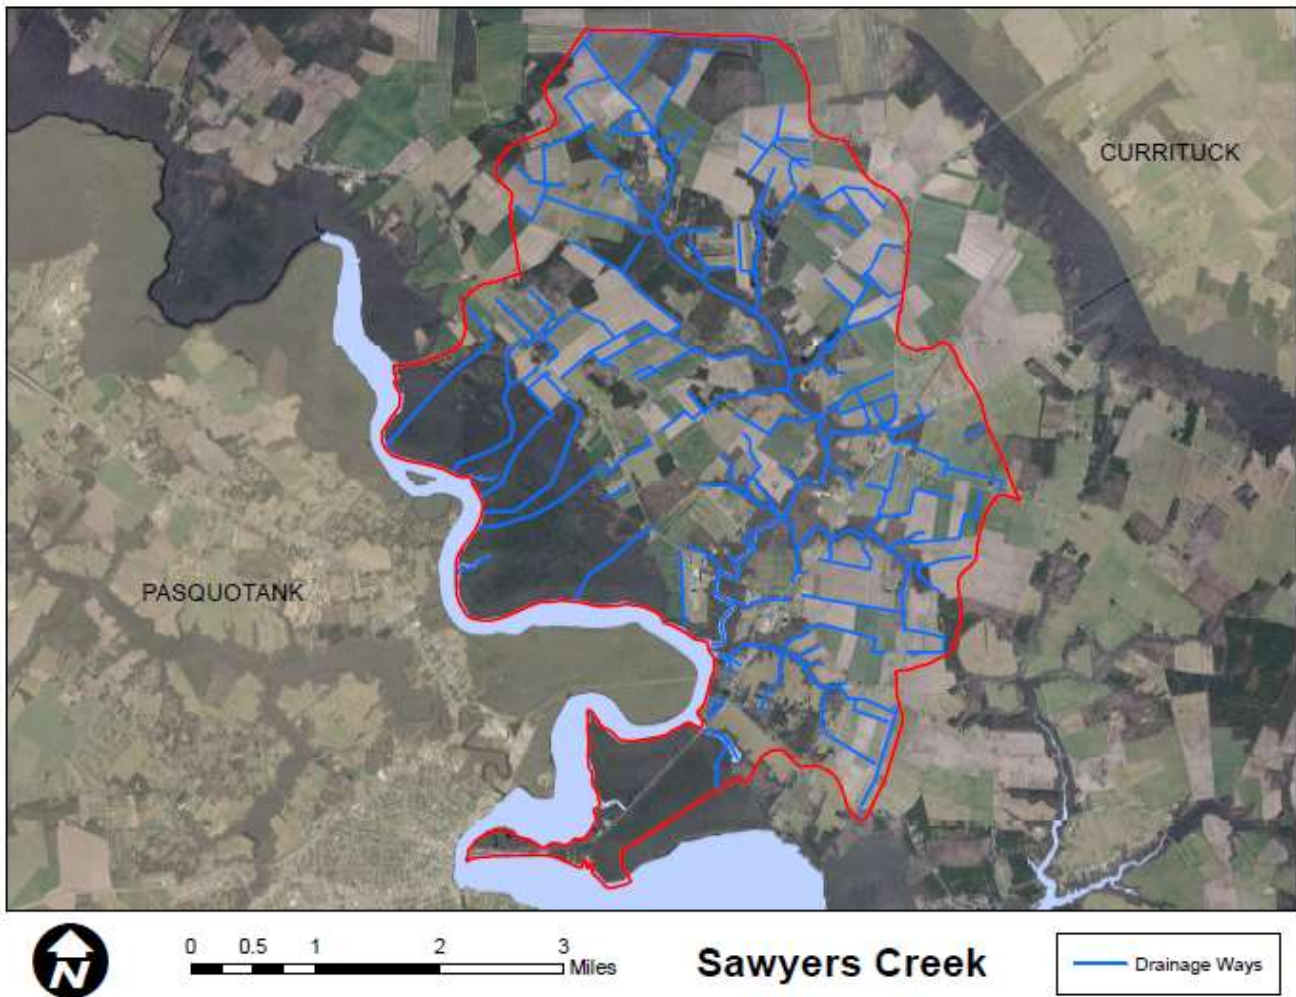 CURRITUCK
PASQUOTANK
N
0 0.5 1 2 3
Miles
Sawyers Creek
Drainage Ways